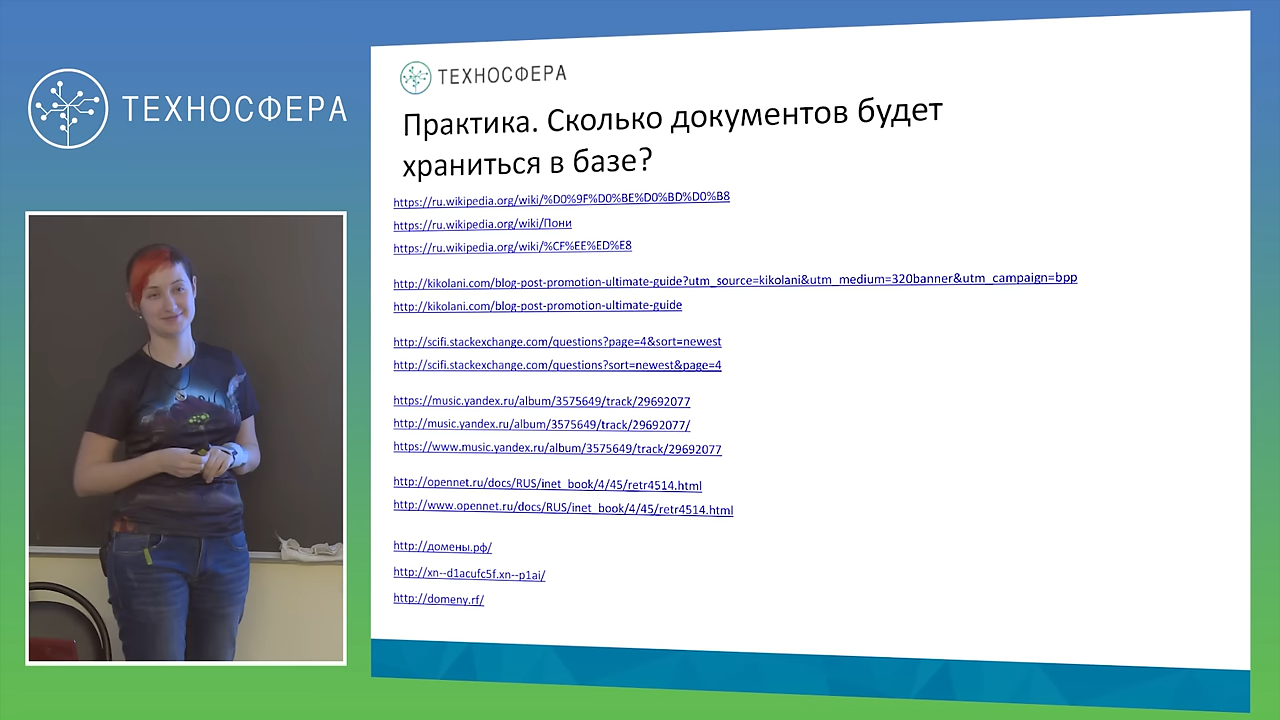 ТЕХНОСФЕРА
ТЕХНОСФЕРА
Практика. Сколько документов будет
храниться в базе?
https://ru.wikipedia.org/wiki/%D0%9F%D0%BE%D0%BD%D0%B8
https://ru.wikipedia.org/wiki/Пони
https://ru.wikipedia.org/wiki/%CF%EE%ED%E8
http://kikolani.com/blog-post-promotion-ultimate-guide?utm_source=kikolani&utm_medium=320banner&utm_campaign=bpp
http://kikolani.com/blog-post-promotion-ultimate-guide
http://scifi.stackexchange.com/questions?page=4&sort=newest
http://scifi.stackexchange.com/questions?sort=newest&page=4
https://music.yandex.ru/album/3575649/track/29692077
http://music.yandex.ru/album/3575649/track/29692077/
https://www.music.yandex.ru/album/3575649/track/29692077
http://opennet.ru/docs/RUS/inet_book/4/45/retr4514.html
http://www.opennet.ru/docs/RUS/inet_book/4/45/retr4514.html
http://домены.рф/
http://xn--d1acufc5f.xn--p1ai/
http://domeny.rf/